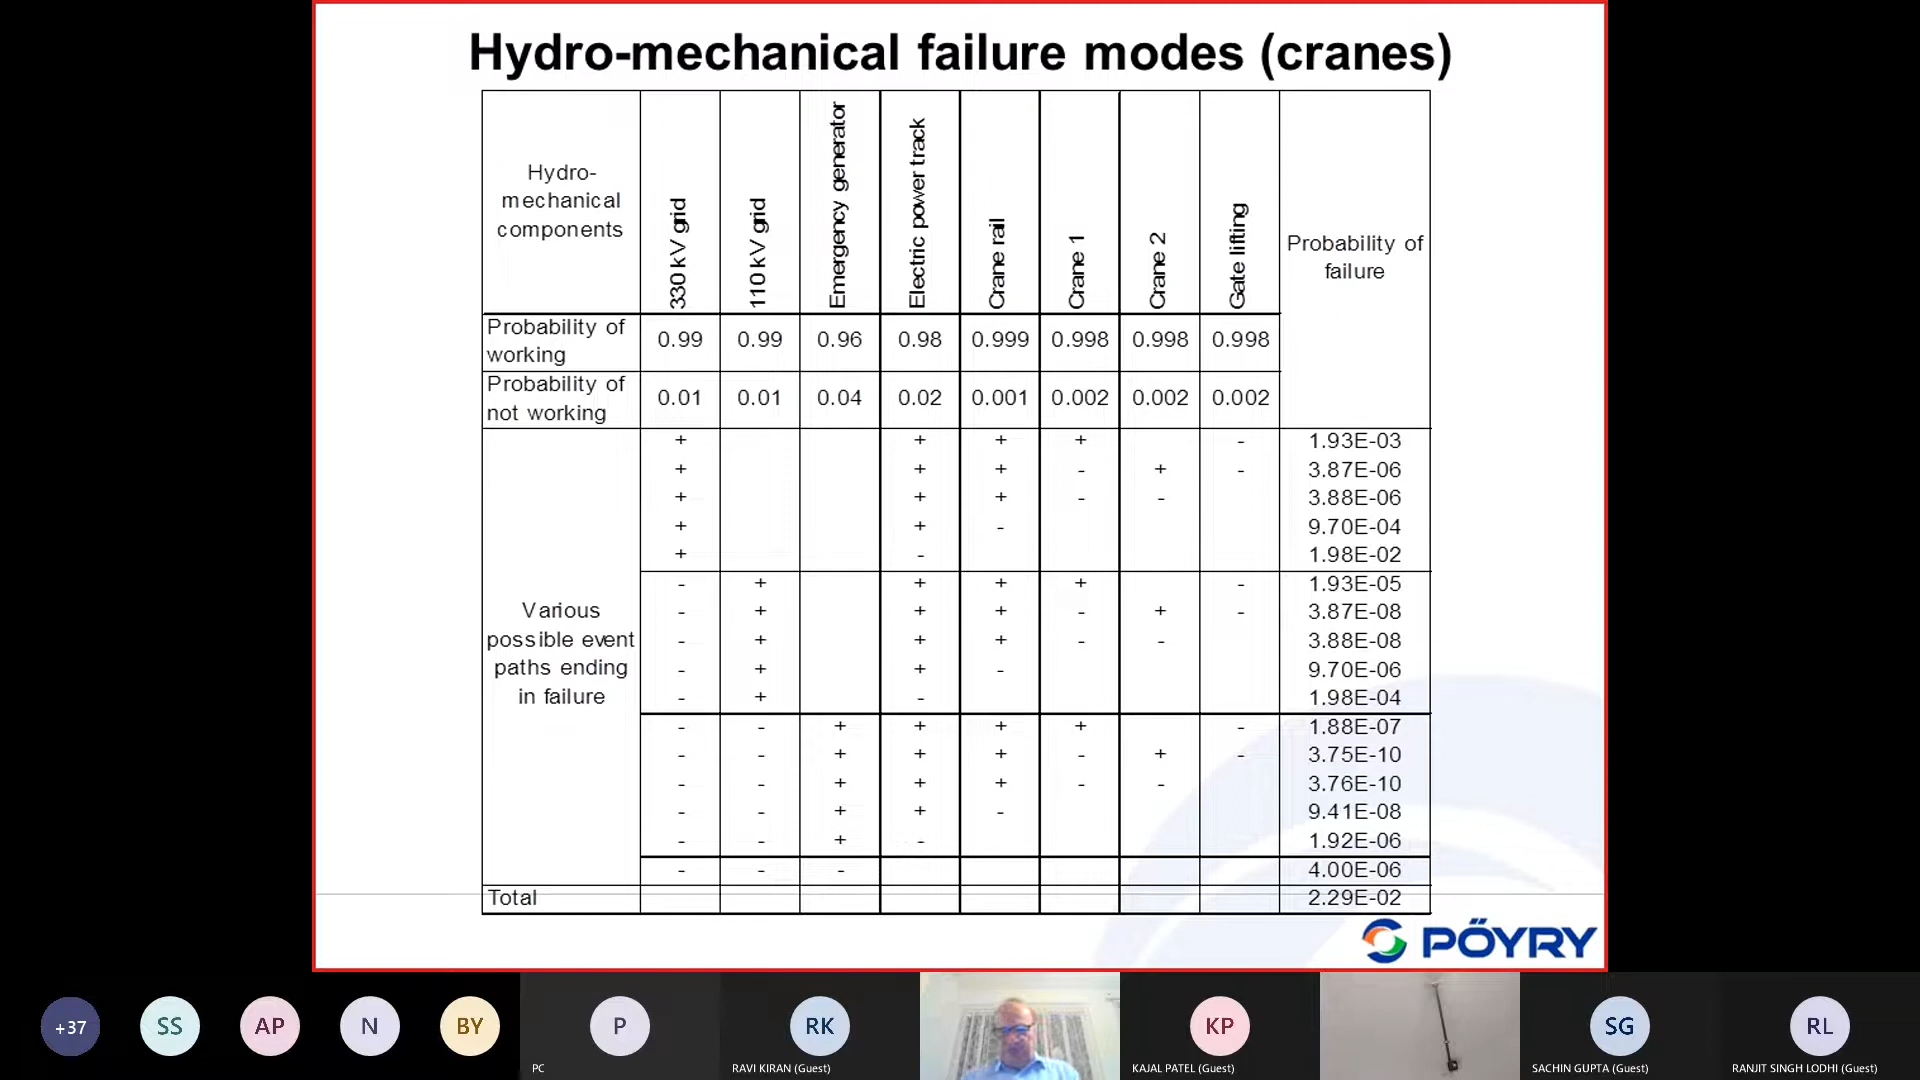 Hydro-mechanical failure modes (cranes)
Hydro-
mechanical
components
330 kV grid
110 kV grid
Emergency generator
Electric power track
Crane rail
Crane 1
Crane 2
Gate lifting
Probability of
failure
Probability of
working
0.99 0.99 0.96 0.98 0.999 0.998 0.998 0.998
Probability of
not working
0.01 0.01 0.04 0.02 0.001 0.002 0.002 0.002
Various
possible event
paths ending
in failure
+ + + + - 1.93E-03
+ + + - + - 3.87E-06
+ + + - - 3.88E-06
+ + - 9.70E-04
+ - 1.98E-02
- + + + + - 1.93E-05
- + + + - + - 3.87E-08
- + + + - - 3.88E-08
- + + - 9.70E-06
- + - 1.98E-04
- - + + + + - 1.88E-07
- - + + + - + - 3.75E-10
- - + + + - - 3.76E-10
- - + + - 9.41E-08
- - + - 1.92E-06
- - - 4.00E-06
Total 2.29E-02
PÖYRY
+37
SS
AP
N
BY
P
PC
RK
RAVI KIRAN (Guest)
KP
KAJAL PATEL (Guest)
SG
SACHIN GUPTA (Guest)
RL
RANJIT SINGH LODHI (Guest)